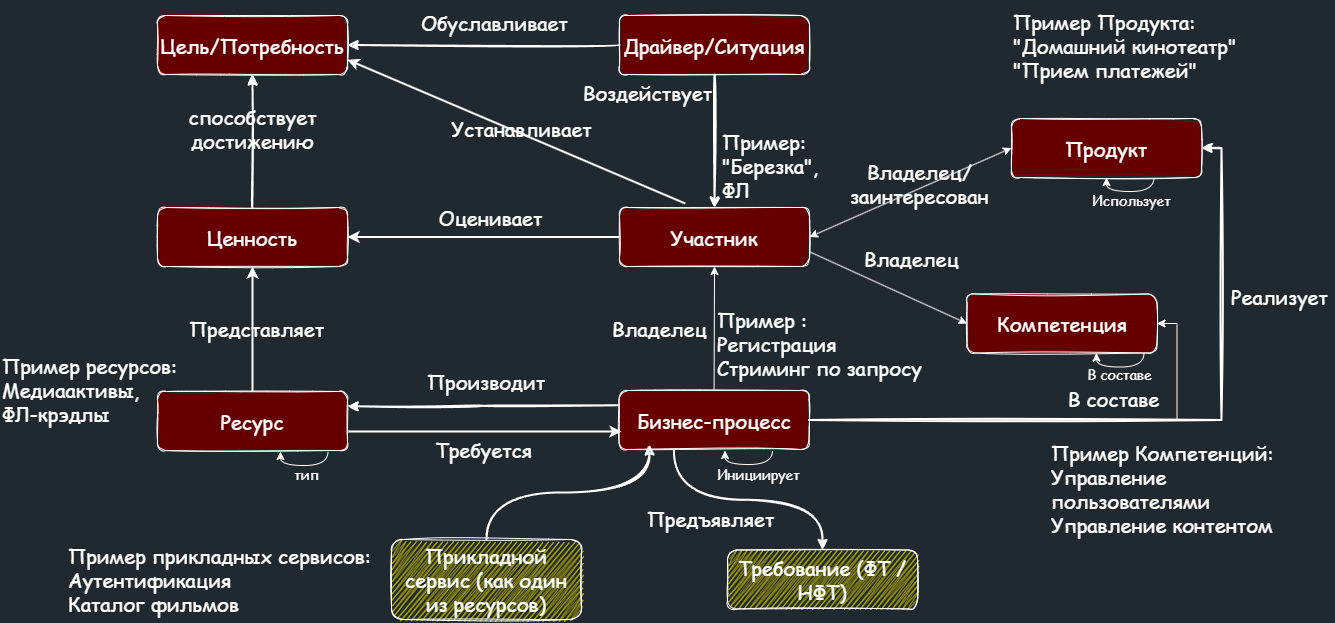 Обуславливает
Цель/Потребность
Драйвер/Ситуация
Пример Продукта:
"Домашний кинотеатр"
"Прием платежей"
Воздействует
способствует
достижению
Устанавливает
Пример:
"Березка",
ФЛ
Продукт
Владелец/
заинтересован
Использует
Ценность
Оценивает
Участник
Владелец
Реализует
Представляет
Владелец
Пример :
Регистрация
Стриминг по запросу
Компетенция
В составе
В составе
Пример ресурсов:
Медиаактивы,
ФЛ-крэдлы
Производит
Ресурс
Бизнес-процесс
Требуется
тип
Инициирует
Пример Компетенций:
Управление
пользователями
Управление контентом
Предъявляет
Пример прикладных сервисов:
Аутентификация
Каталог фильмов
Прикладной
сервис (как один
из ресурсов)
Требование (ФТ /
НФТ)